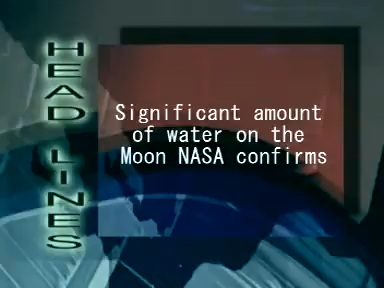 HEAD LINES
Significant amount
of water on the
Moon NASA confirms